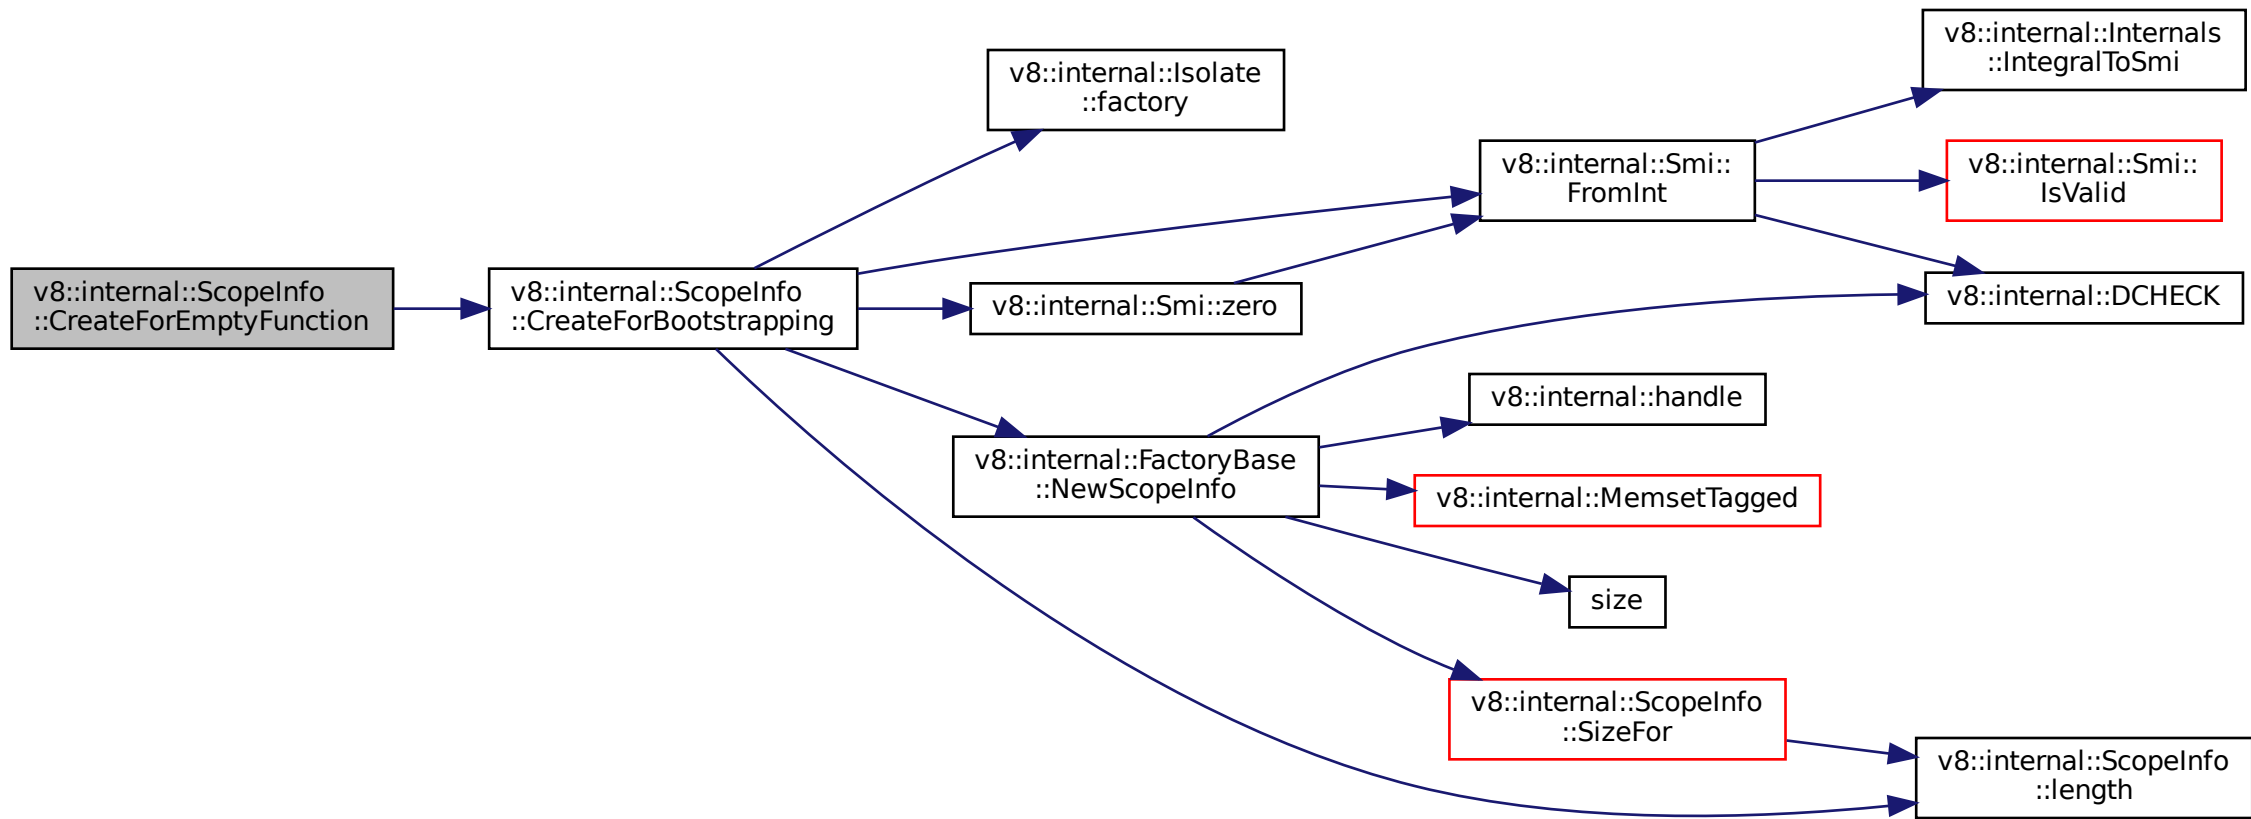 v8::internal::ScopeInfo
::CreateForEmptyFunction
v8::internal::ScopeInfo
::CreateForBootstrapping
v8::internal::Isolate
::factory
v8::internal::Smi::zero
v8::internal::FactoryBase
::NewScopeInfo
v8::internal::Smi::
FromInt
v8::internal::handle
v8::internal::MemsetTagged
size
v8::internal::ScopeInfo
::SizeFor
v8::internal::Internals
::IntegralToSmi
v8::internal::Smi::
IsValid
v8::internal::DCHECK
v8::internal::ScopeInfo
::length